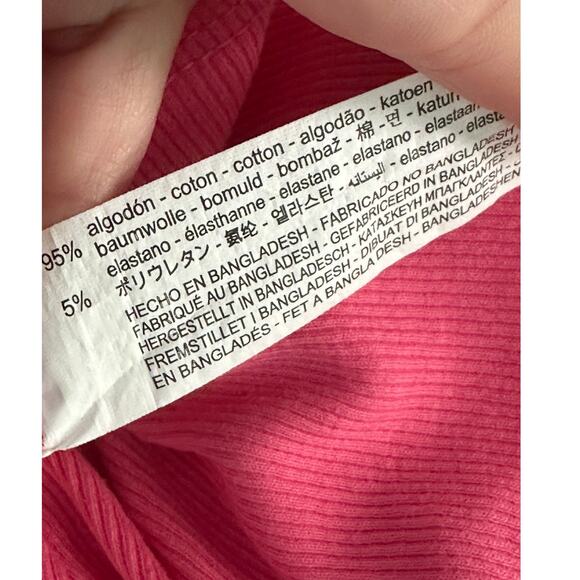 95% algodón - coton - cotton - algodão - katoen
baumwolle - bomuld - bombaž - 棉 - 면 - katun
5% elastano - élasthanne - elastane - elastano - elastaan
ポリウレタン - 氨纶 - 엘라스탄 - الاستانه - elastano - elasta
HECHO EN BANGLADESH - FABRICADO NO BANGLADESH
FABRIQUÉ AU BANGLADESH - GEFABRICEERD IN BANGLADESH
HERGESTELLT IN BANGLADESCH - ΚΑΤΑΣΚΕΥΗ ΜΠΑΓΚΛΑΝΤΕΣ
FREMSTILLET I BANGLADESH - DIBUAT DI BANGLADESH
EN BANGLADÉS - FET A BANGLA DESH - BANGLADESHEN